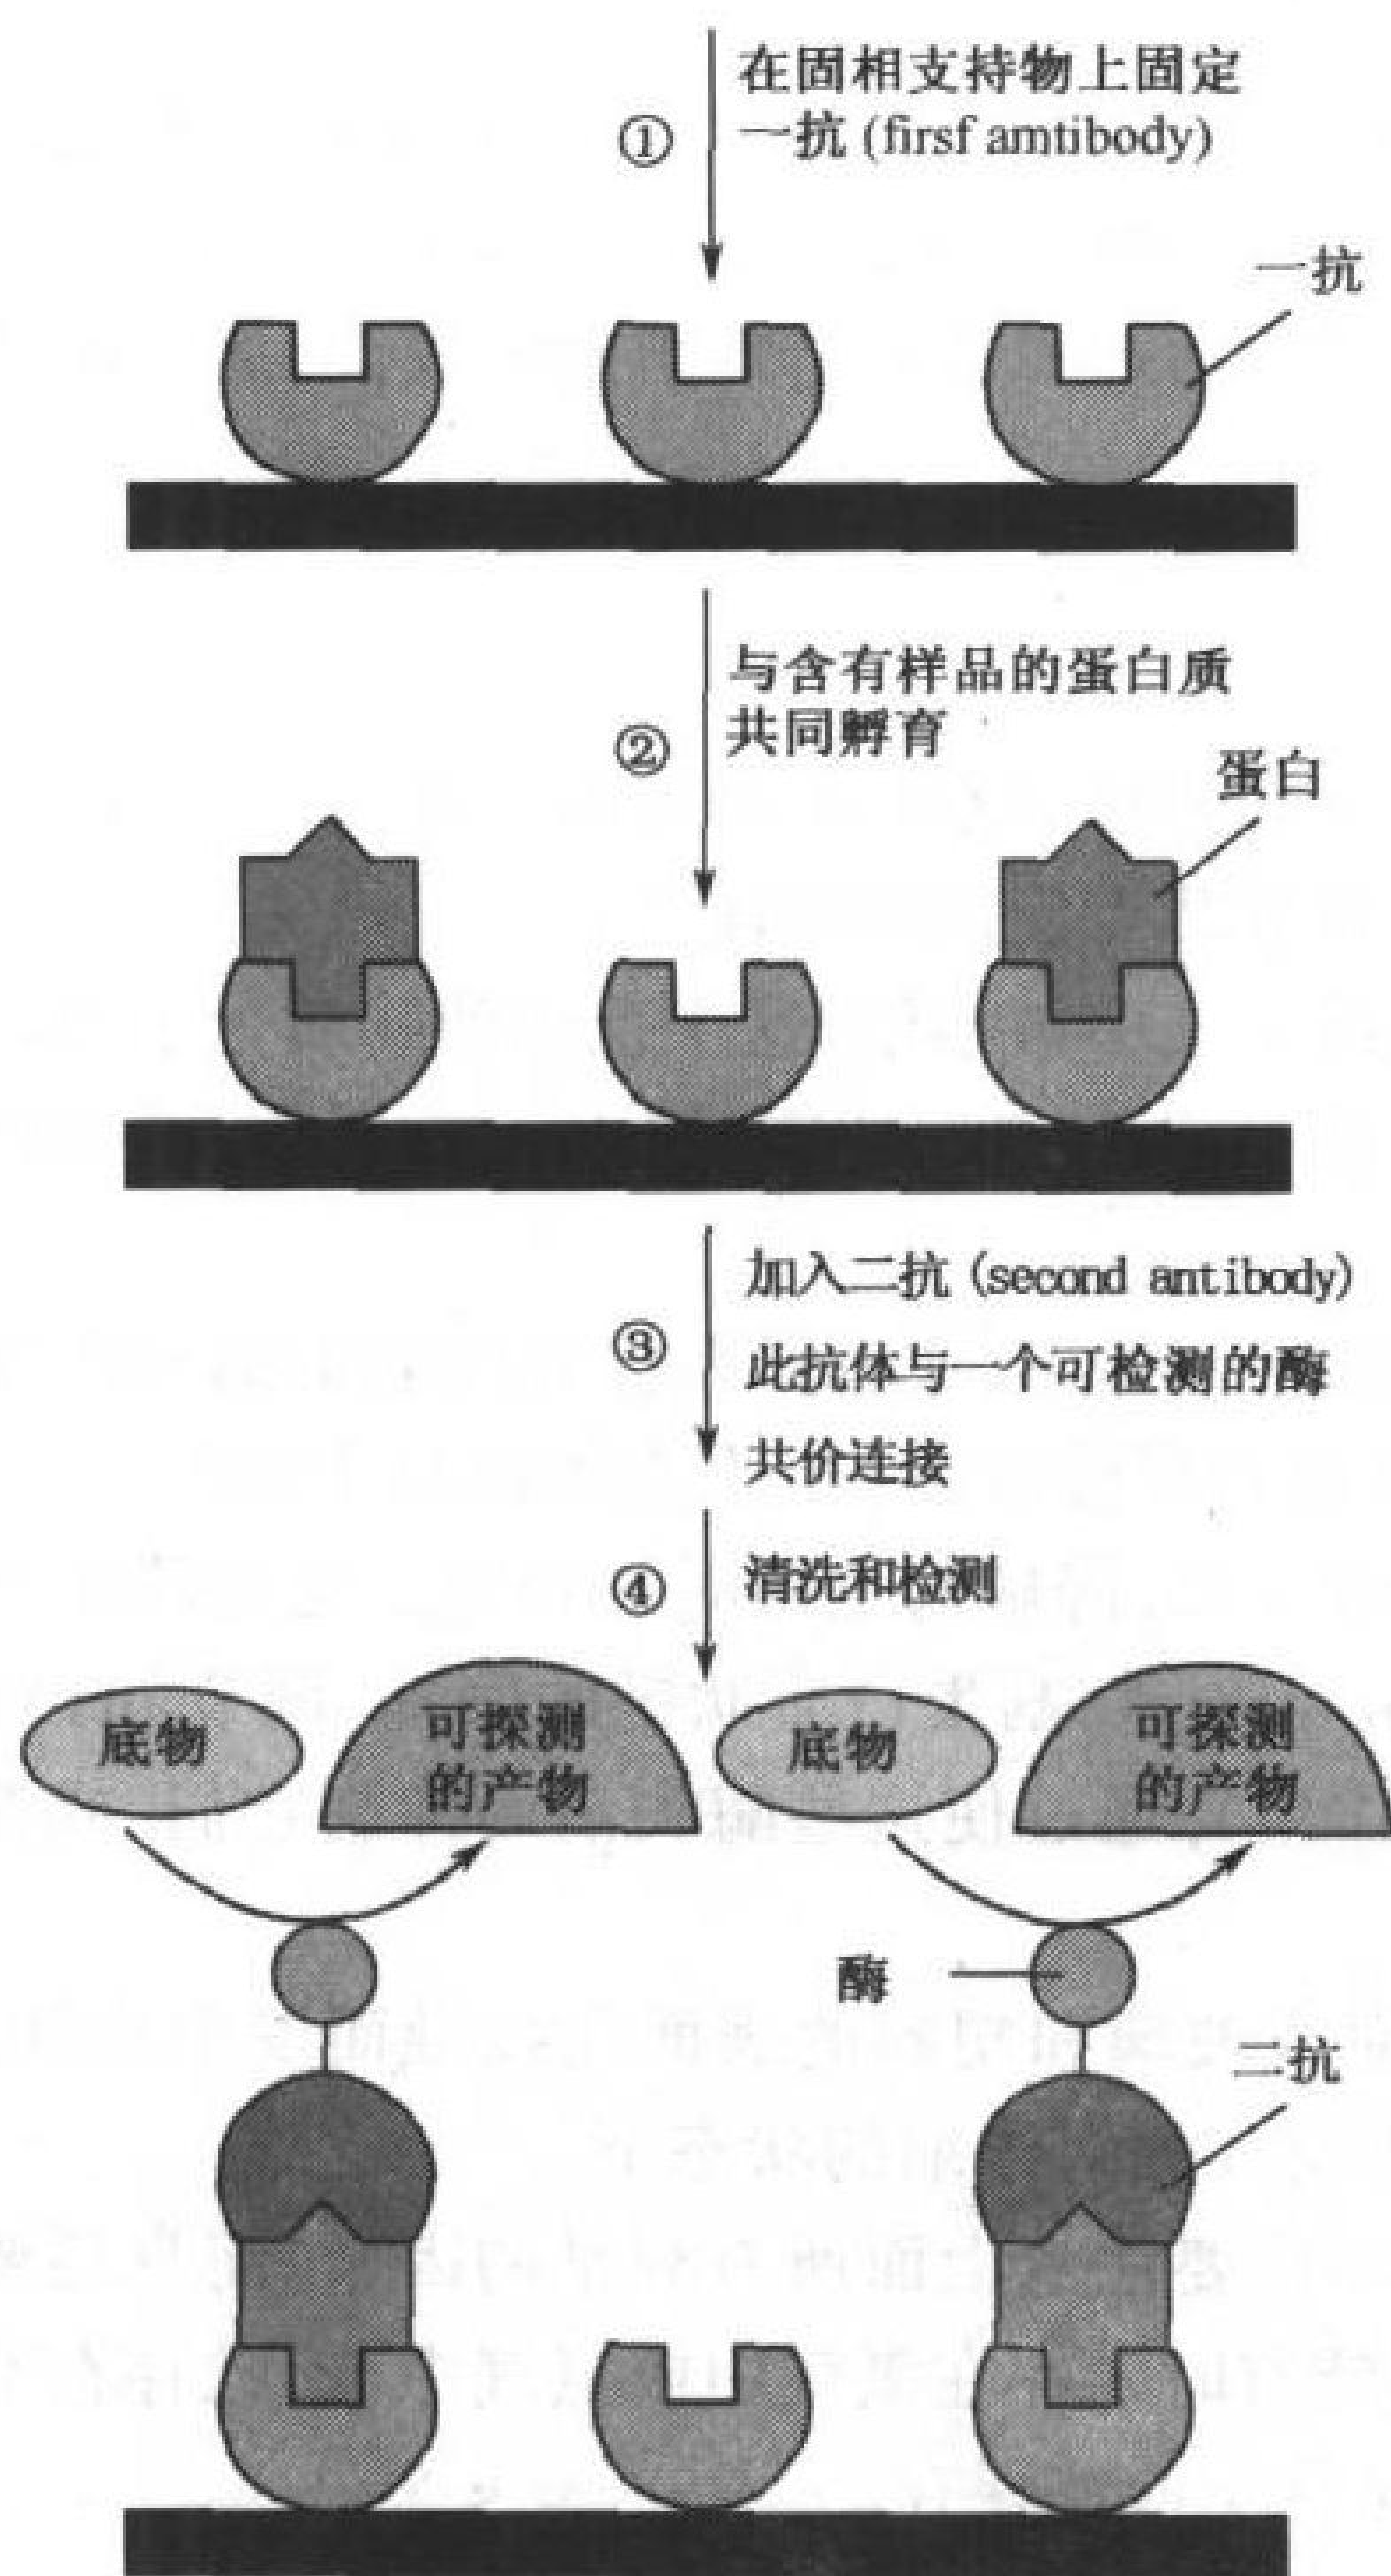 在固相支持物上固定
① 一抗 (firsf amtibody)
一抗
与含有样品的蛋白质
② 共同孵育
蛋白
加入二抗 (second antibody)
③ 此抗体与一个可检测的酶
共价连接
④ 清洗和检测
底物 可探测 底物 可探测
的产物 的产物
酶
二抗